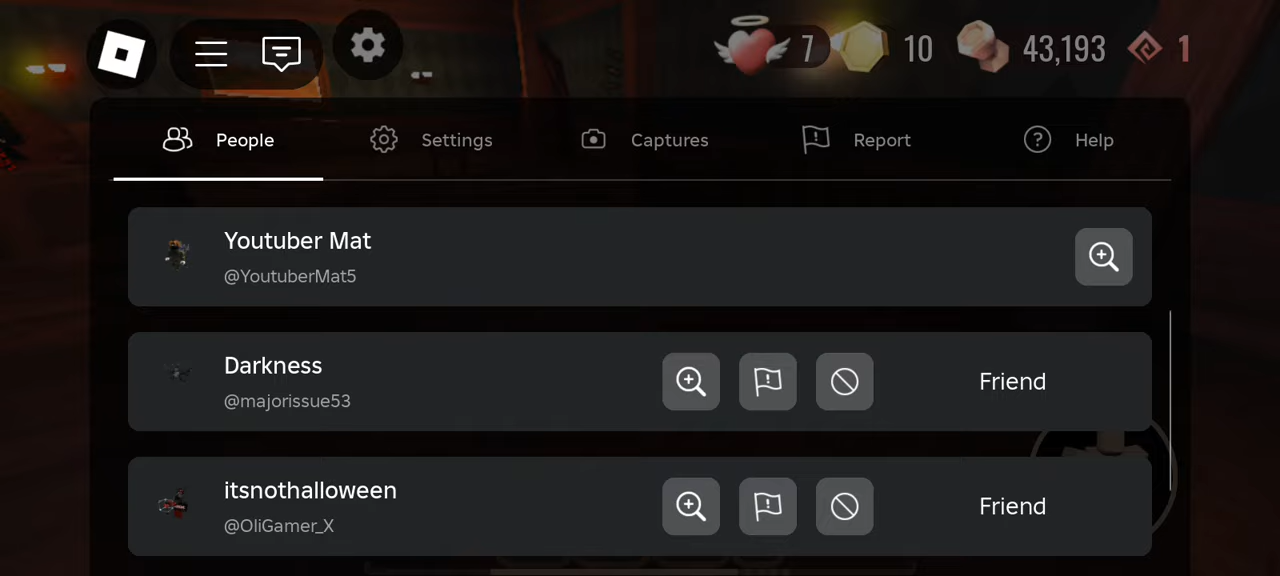 7 10 43,193 1
People Settings Captures Report Help
Youtuber Mat
@YoutuberMat5
Darkness
@majorissue53
Friend
itsnothalloween
@OliGamer_X
Friend